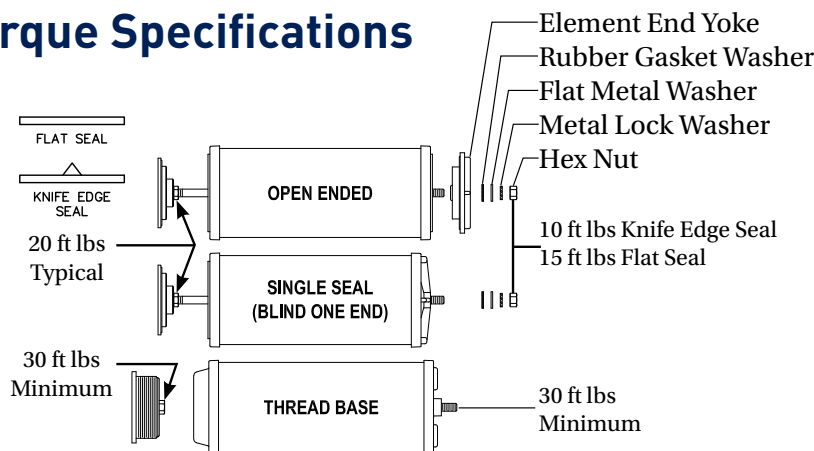 rque Specifications
Element End Yoke
Rubber Gasket Washer
Flat Metal Washer
Metal Lock Washer
Hex Nut
FLAT SEAL
KNIFE EDGE
SEAL
OPEN ENDED
20 ft lbs
Typical
10 ft lbs Knife Edge Seal
15 ft lbs Flat Seal
SINGLE SEAL
(BLIND ONE END)
30 ft lbs
Minimum
THREAD BASE
30 ft lbs
Minimum